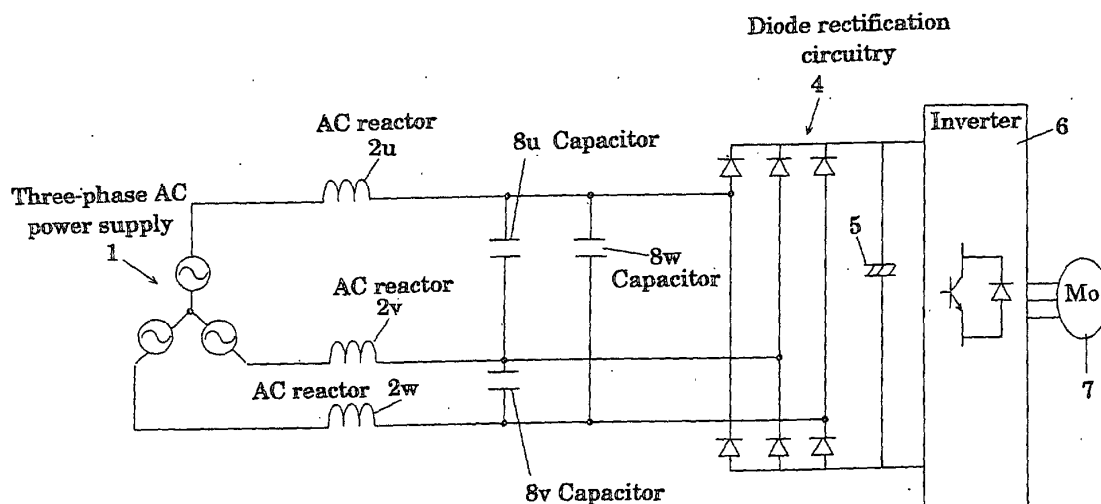 Diode rectification
circuitry
4
Inverter
6
AC reactor
2u
8u Capacitor
Three-phase AC
power supply
1
5
8w
Capacitor
AC reactor
2v
Mo
AC reactor 2w
7
8v Capacitor